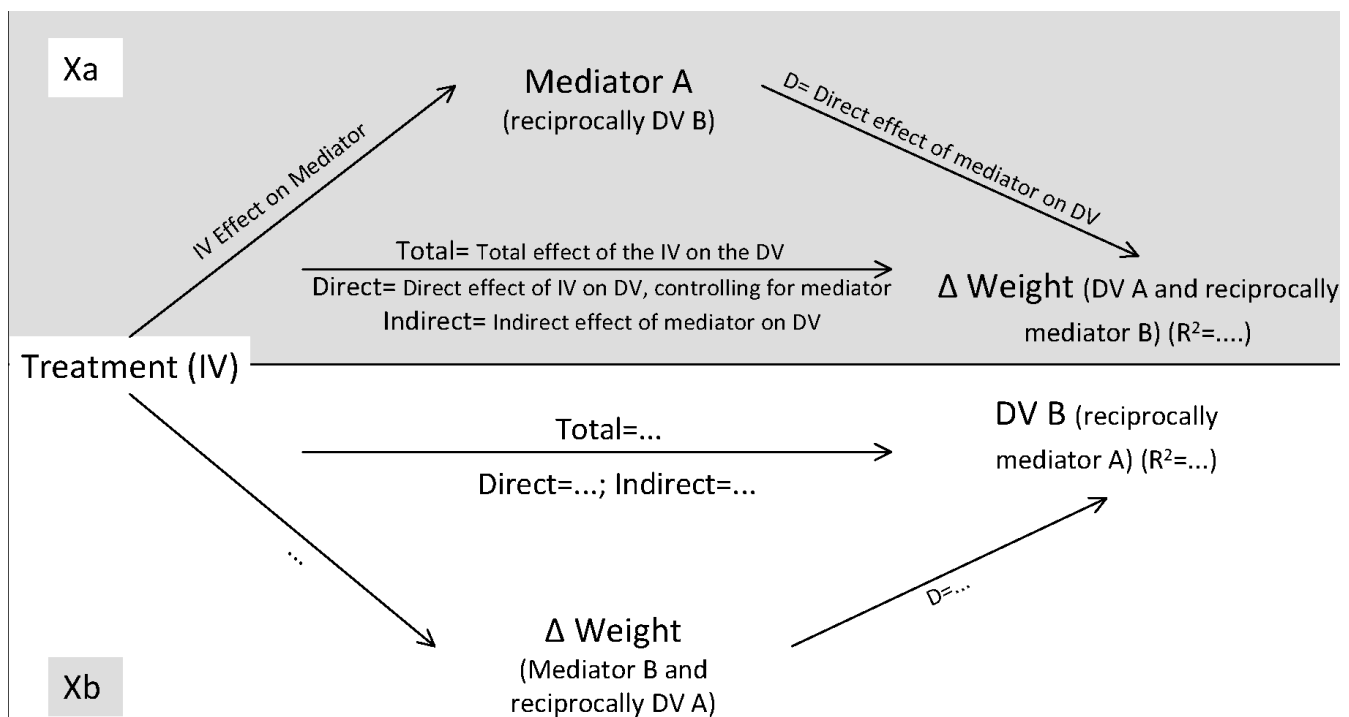 Xa
Mediator A
(reciprocally DV B)
IV Effect on Mediator
D= Direct effect of mediator on DV
Total= Total effect of the IV on the DV
Direct= Direct effect of IV on DV, controlling for mediator
Indirect= Indirect effect of mediator on DV
Δ Weight (DV A and reciprocally
mediator B) (R²=....)
Treatment (IV)
DV B (reciprocally
mediator A) (R²=...)
Total=...
Direct=...; Indirect=...
...
D=...
Δ Weight
(Mediator B and
reciprocally DV A)
Xb